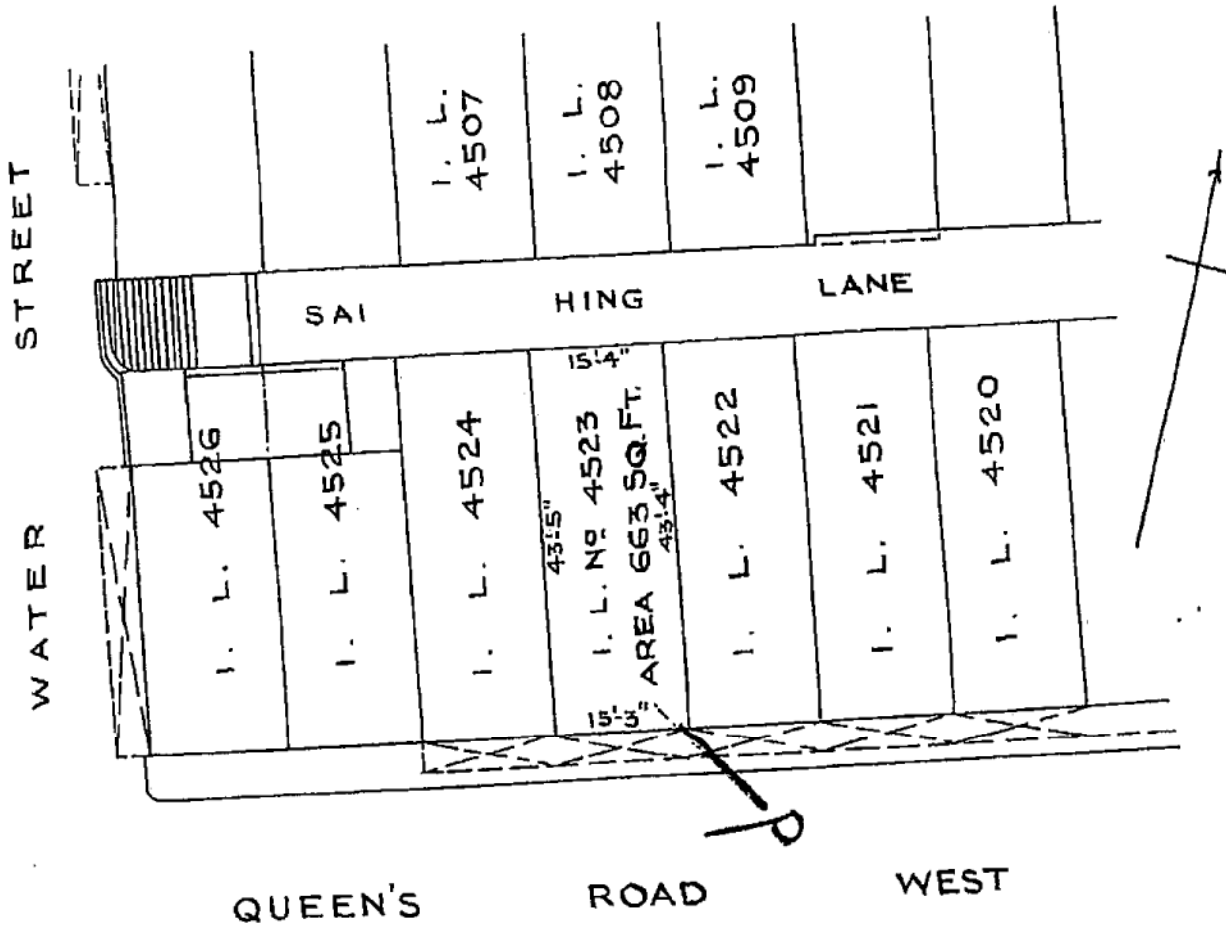 I. L.
4507
I. L.
4508
I. L.
4509
WATER STREET
SAI HING LANE
15'-4"
I. L. 4526
I. L. 4525
I. L. 4524
43'-5"
I. L. Nº 4523
AREA 663 SQ. FT.
43'-4"
I. L. 4522
I. L. 4521
I. L. 4520
15'-3"
QUEEN'S ROAD WEST